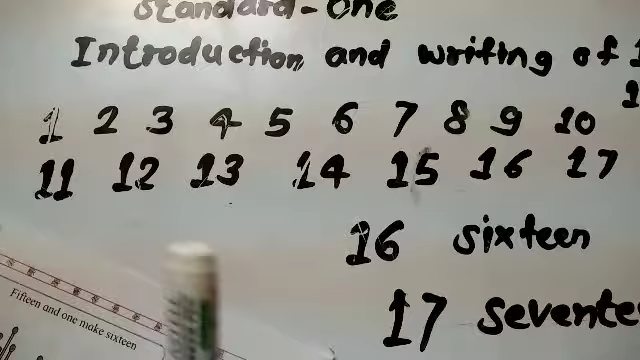 Standard-One
Introduction and writing of
1 2 3 4 5 6 7 8 9 10
11 12 13 14 15 16 17
16 sixteen
17 sevente
Fifteen and one make sixteen